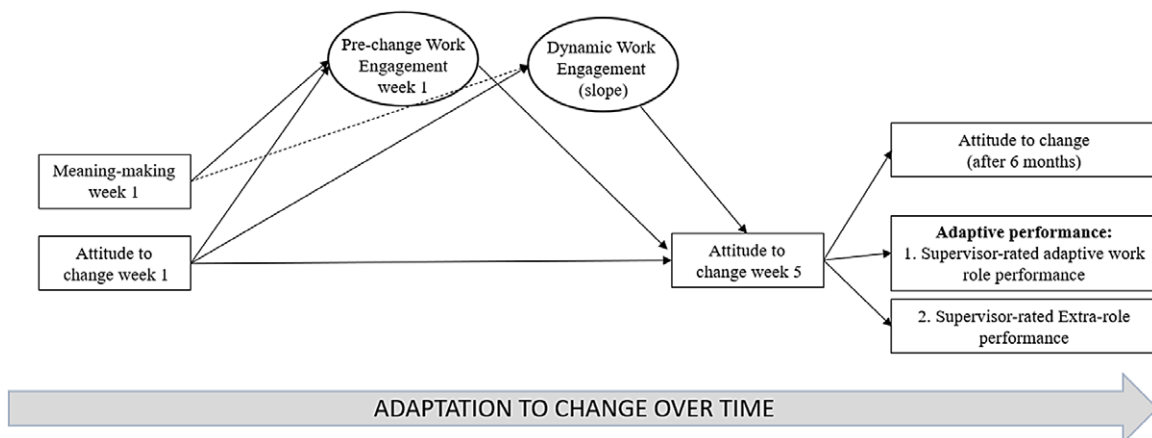 Pre-change Work
Engagement
week 1
Dynamic Work
Engagement
(slope)
Meaning-making
week 1
Attitude to
change week 1
Attitude to
change week 5
Attitude to change
(after 6 months)
Adaptive performance:
1. Supervisor-rated adaptive work
role performance
2. Supervisor-rated Extra-role
performance
ADAPTATION TO CHANGE OVER TIME